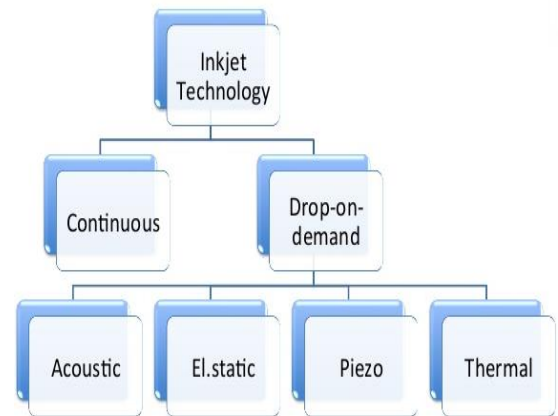 Inkjet
Technology
Continuous
Drop-on-
demand
Acoustic
El.static
Piezo
Thermal